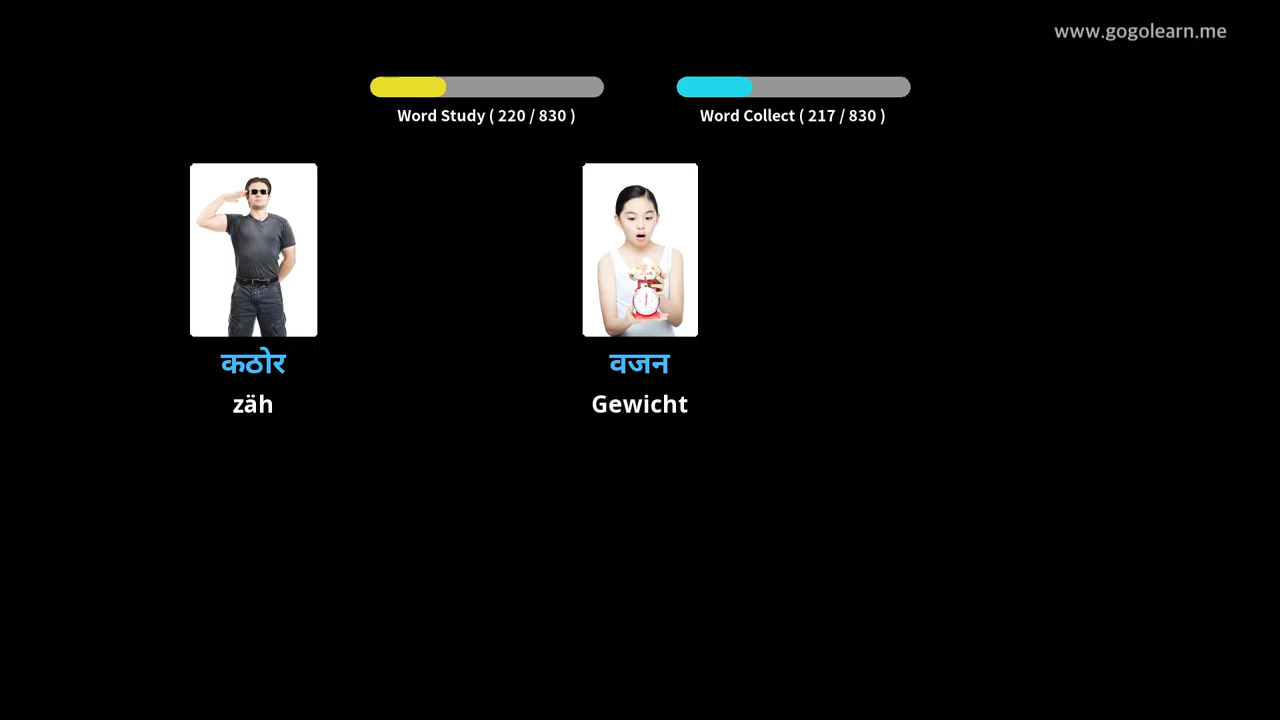 www.gogolearn.me
Word Study ( 220 / 830 )
Word Collect ( 217 / 830 )
कठोर
zäh
वजन
Gewicht